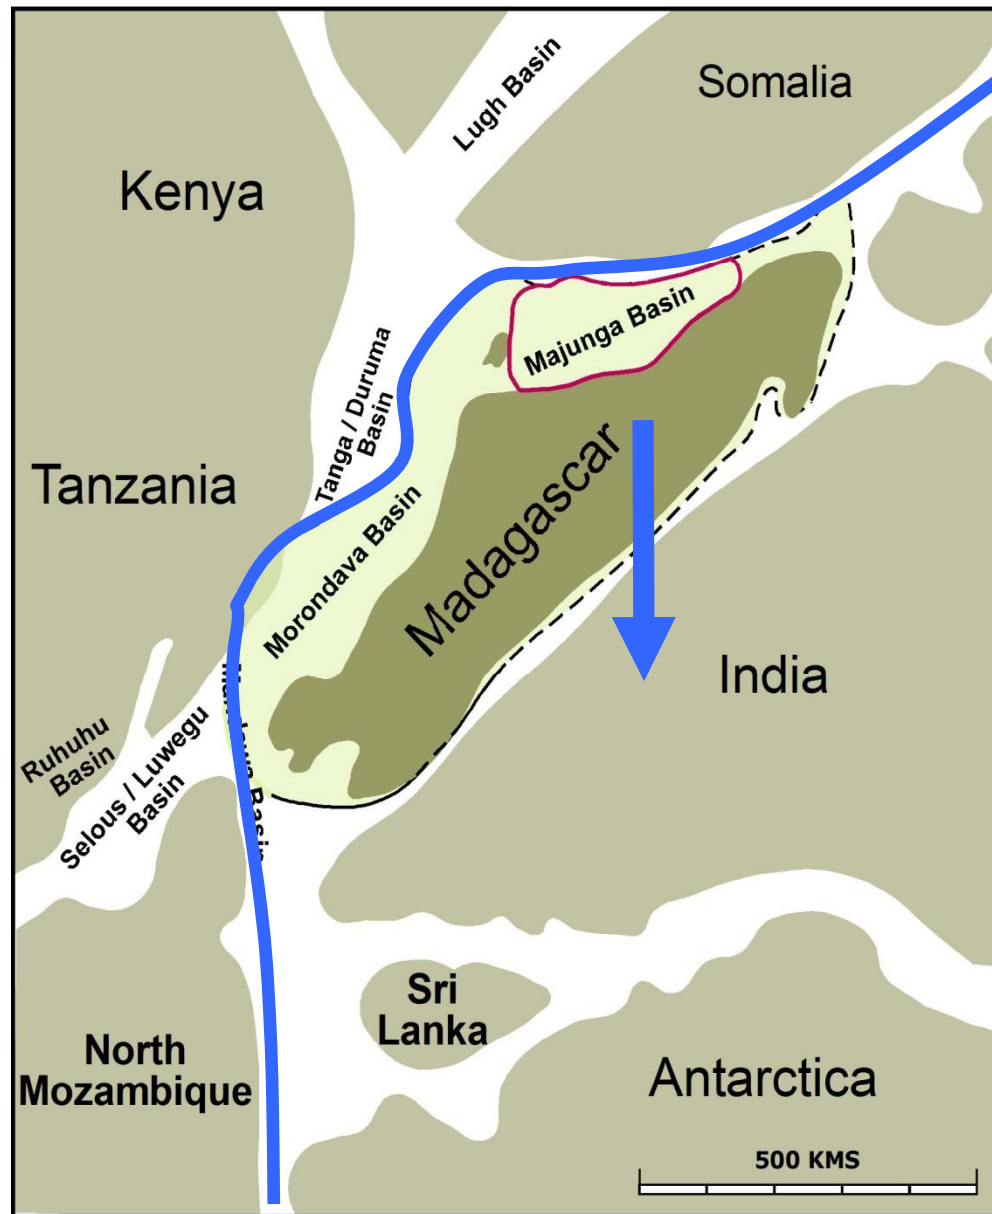 Lugh Basin
Somalia
Kenya
Majunga Basin
Tanga / Duruma
Basin
Tanzania
Morondava Basin
Madagascar
India
Ruhuhu
Basin
Selous / Luwegu
Basin
Basin
Sri
Lanka
North
Mozambique
Antarctica
500 KMS